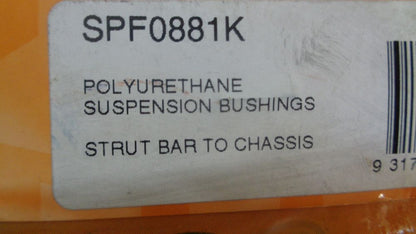 SPF0881K
POLYURETHANE
SUSPENSION BUSHINGS
STRUT BAR TO CHASSIS
9 317